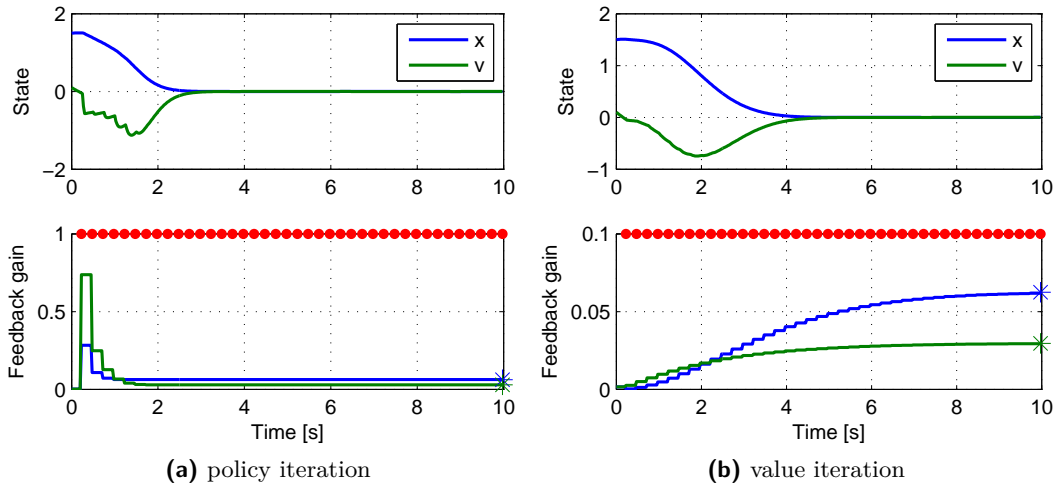 2
0
−2
State
0 2 4 6 8 10
x
v
1
0.5
0
Feedback gain
0 2 4 6 8 10
Time [s]
(a) policy iteration
2
1
0
−1
State
0 2 4 6 8 10
x
v
0.1
0.05
0
Feedback gain
0 2 4 6 8 10
Time [s]
(b) value iteration